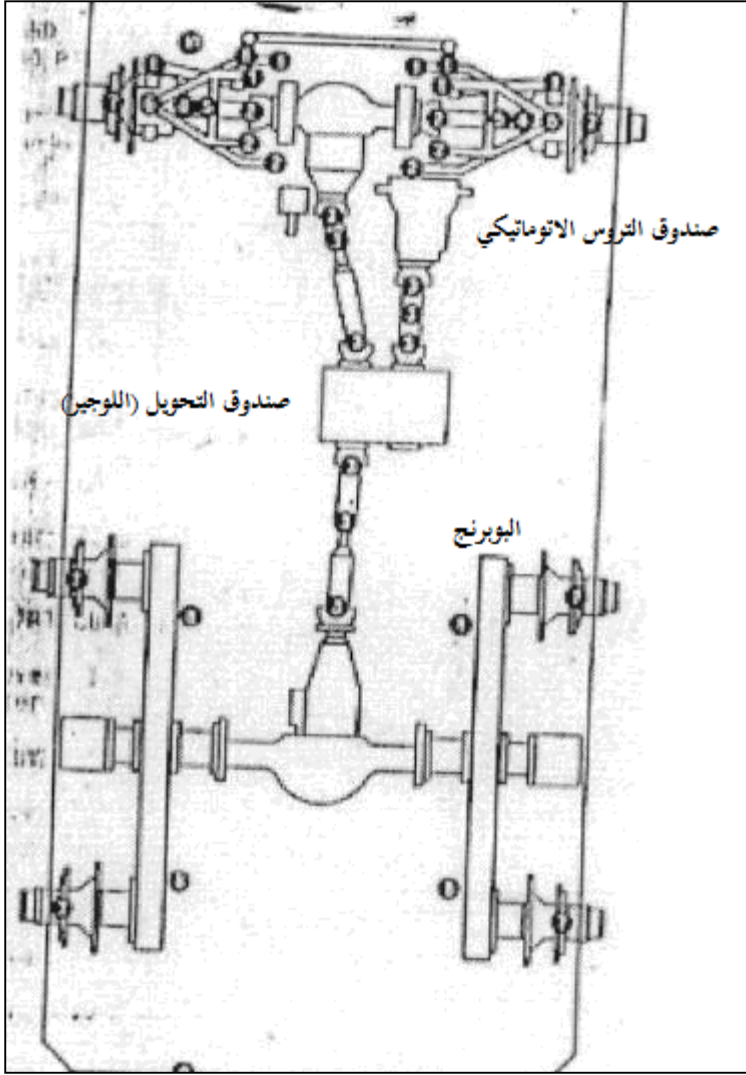 صندوق التروس الاتوماتيكي
صندوق التحويل (اللوجير)
البوبرنج